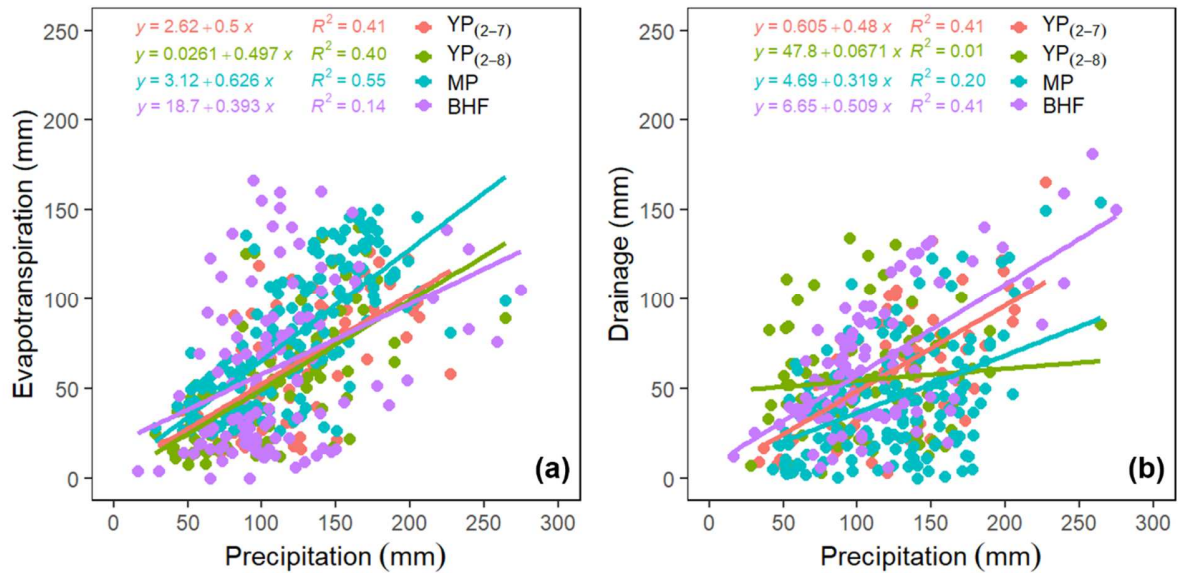 250
200
150
100
50
0
Evapotranspiration (mm)
y = 2.62 + 0.5 x R² = 0.41 YP(2−7)
y = 0.0261 + 0.497 x R² = 0.40 YP(2−8)
y = 3.12 + 0.626 x R² = 0.55 MP
y = 18.7 + 0.393 x R² = 0.14 BHF
(a)
0 50 100 150 200 250 300
Precipitation (mm)
250
200
150
100
50
0
Drainage (mm)
y = 0.605 + 0.48 x R² = 0.41 YP(2−7)
y = 47.8 + 0.0671 x R² = 0.01 YP(2−8)
y = 4.69 + 0.319 x R² = 0.20 MP
y = 6.65 + 0.509 x R² = 0.41 BHF
(b)
0 50 100 150 200 250 300
Precipitation (mm)